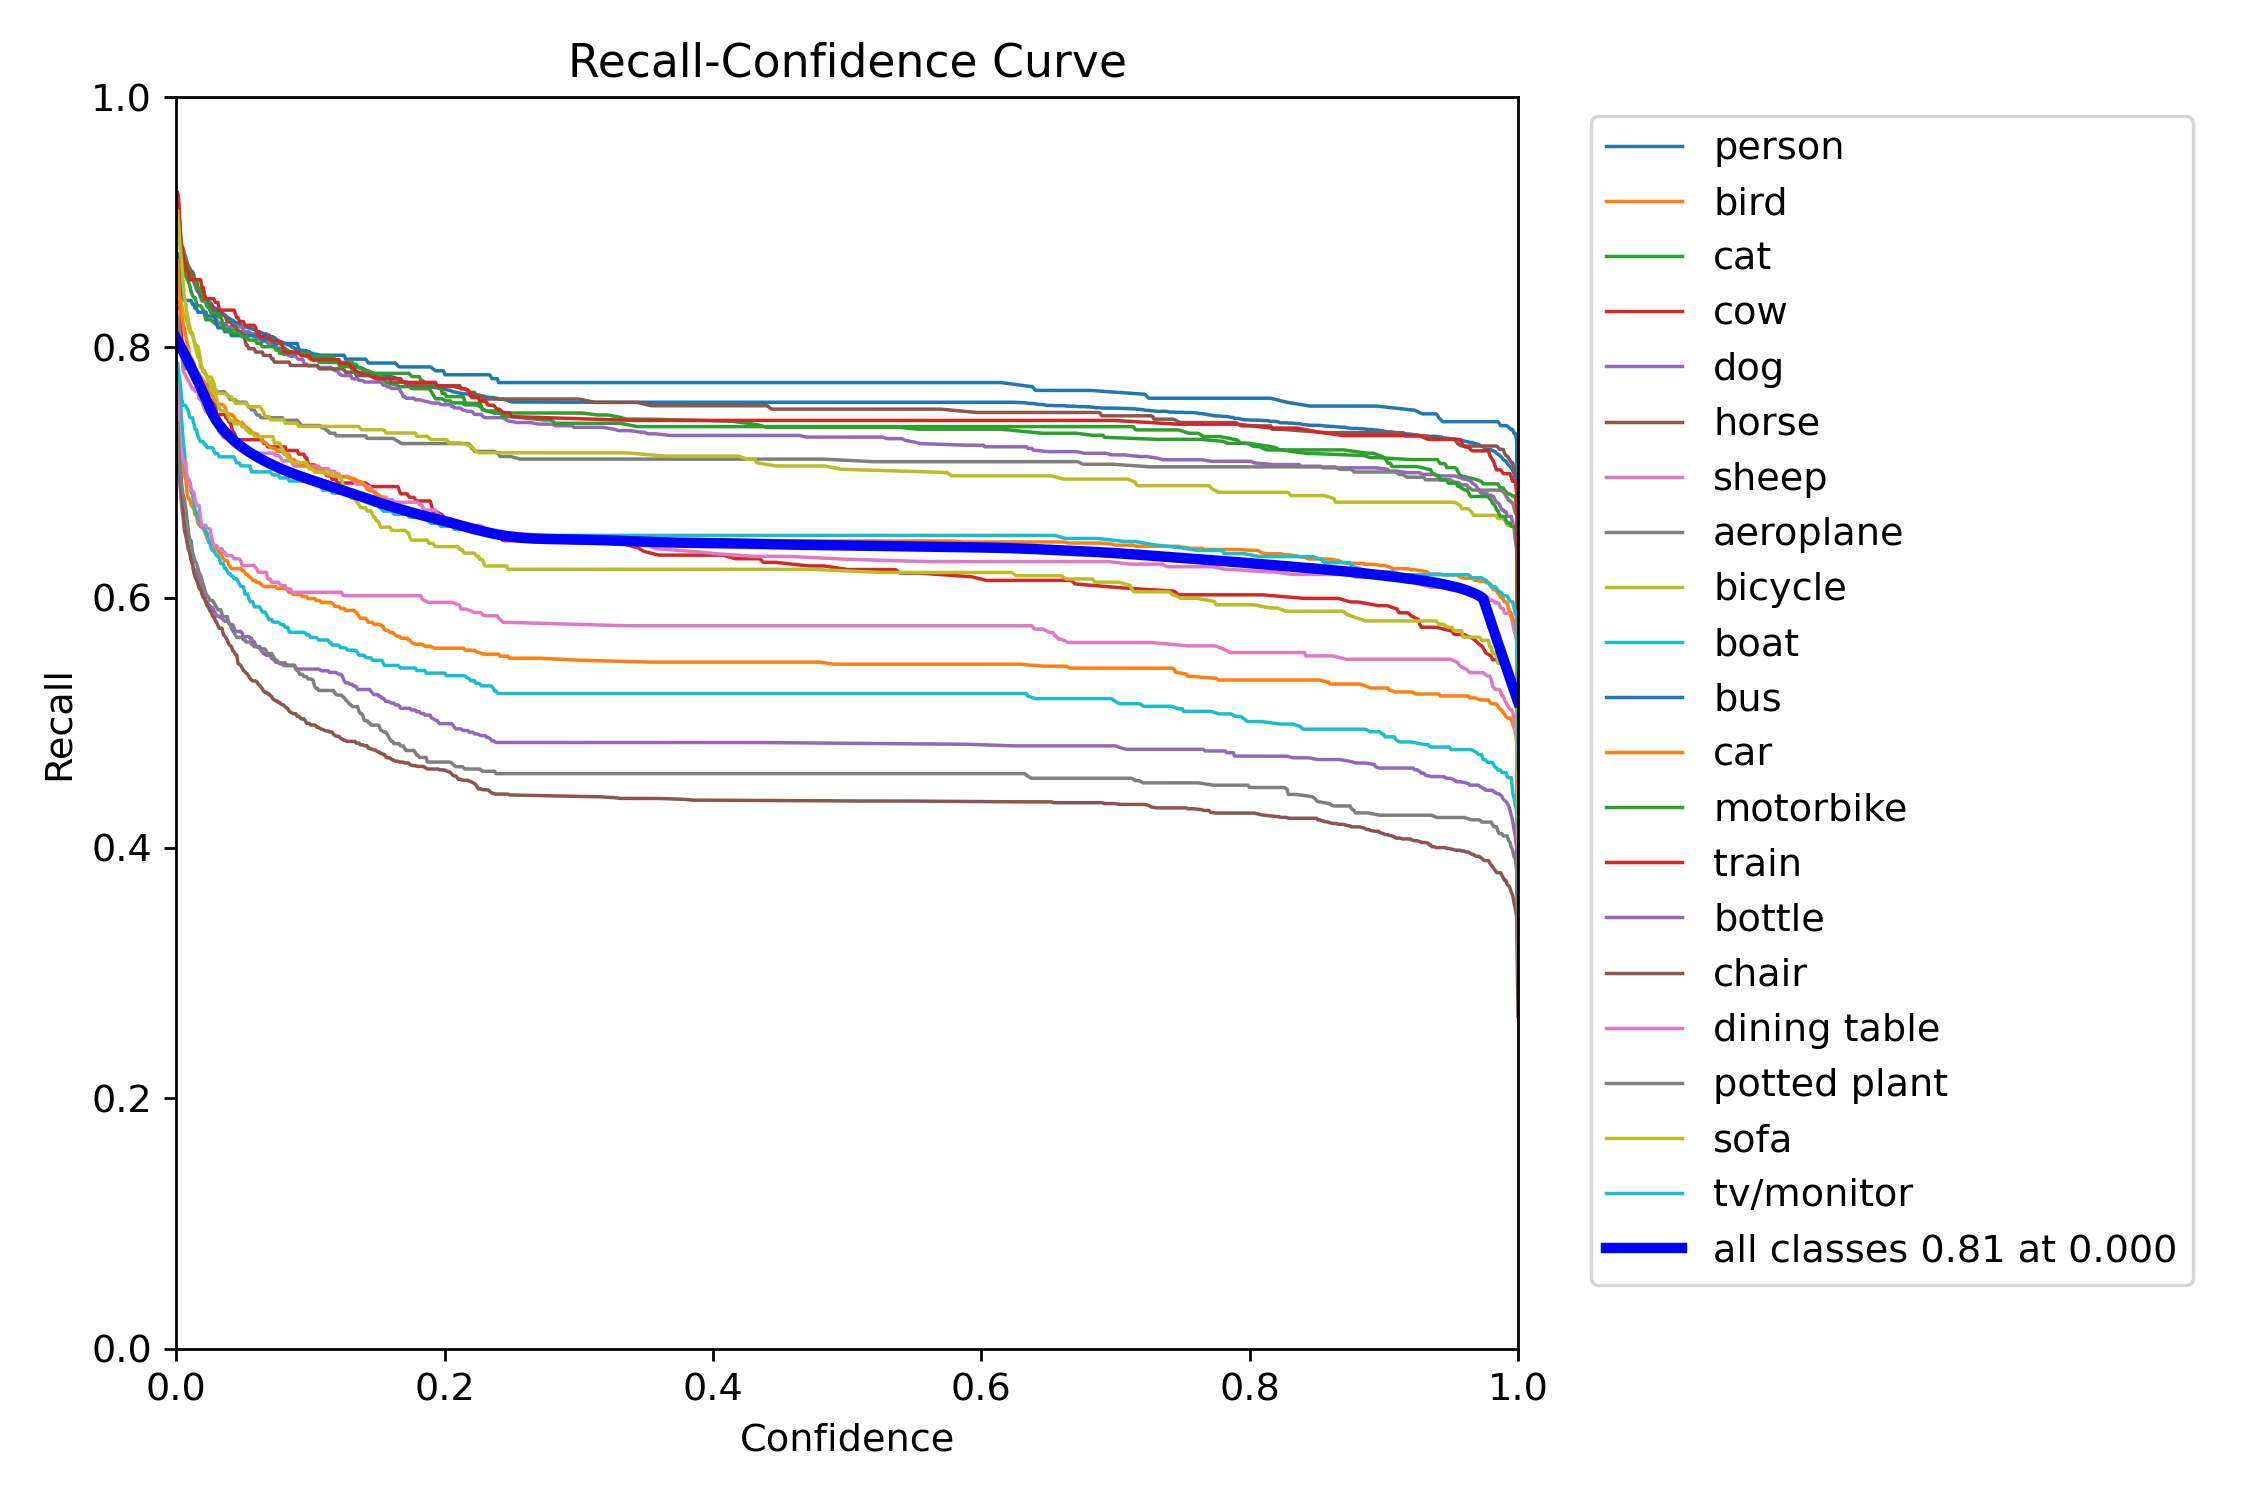 Recall-Confidence Curve
1.0
0.8
0.6
0.4
0.2
0.0
Recall
0.0 0.2 0.4 0.6 0.8 1.0
Confidence
person
bird
cat
cow
dog
horse
sheep
aeroplane
bicycle
boat
bus
car
motorbike
train
bottle
chair
dining table
potted plant
sofa
tv/monitor
all classes 0.81 at 0.000